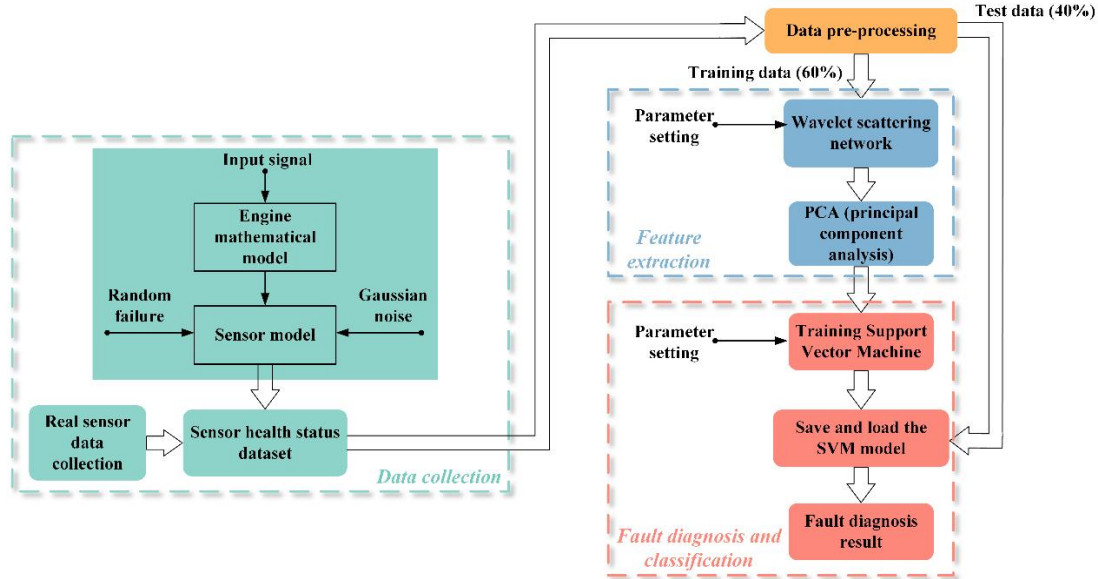 Test data (40%)
Data pre-processing
Training data (60%)
Parameter
setting
Wavelet scattering
network
PCA (principal
component
analysis)
Feature
extraction
Input signal
Engine
mathematical
model
Random
failure
Gaussian
noise
Sensor model
Real sensor
data
collection
Sensor health status
dataset
Data collection
Parameter
setting
Training Support
Vector Machine
Save and load the
SVM model
Fault diagnosis
result
Fault diagnosis and
classification